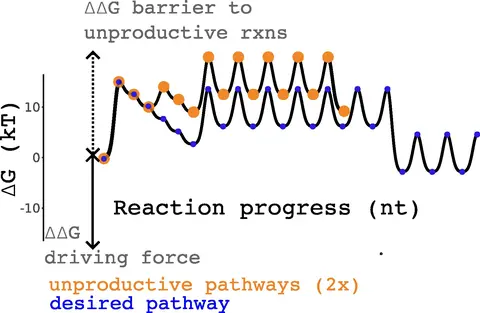 ΔΔG barrier to
unproductive rxns
ΔG (kT)
10
0
-10
Reaction progress (nt)
ΔΔG
driving force
unproductive pathways (2x)
desired pathway